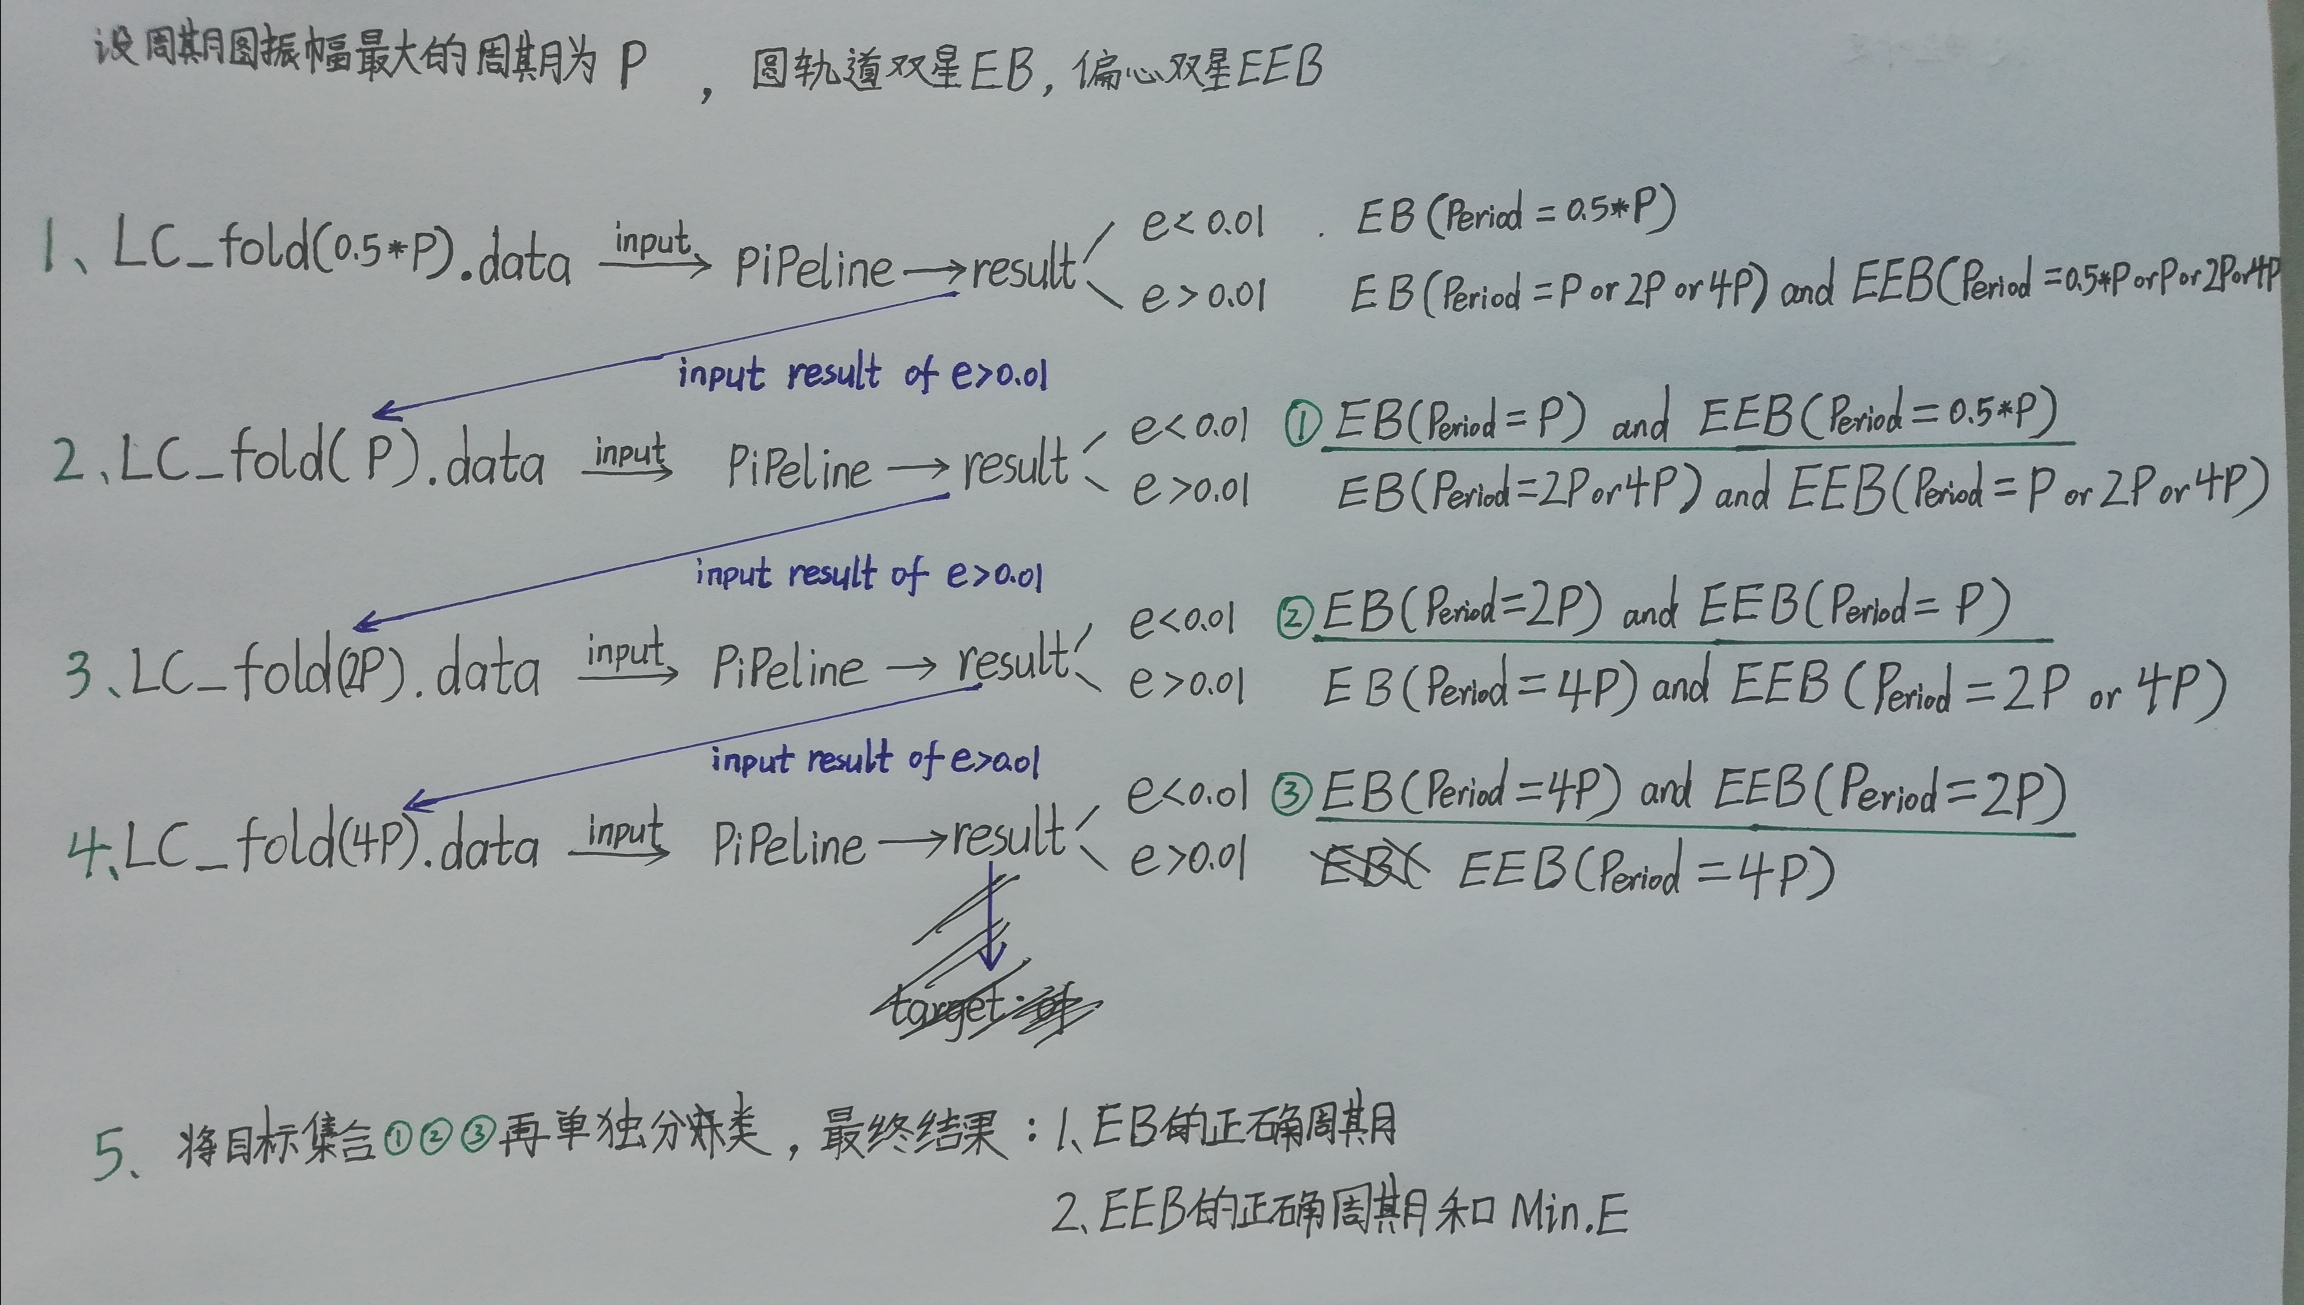 设周期图振幅最大的周期为 P , 圆轨道双星EB, 偏心双星EEB
1、LC_fold(0.5*P).data input PiPeline → result e<0.01 . EB(Period = 0.5*P)
e>0.01 EB(Period = P or 2P or 4P) and EEB(Period =0.5*P or P or 2P or 4P
input result of e>0.01
2、LC_fold(P).data input PiPeline → result e<0.01 ① EB(Period = P) and EEB(Period = 0.5*P)
e>0.01 EB(Period=2P or 4P) and EEB(Period = P or 2P or 4P)
input result of e>0.01
3、LC_fold(2P).data input PiPeline → result e<0.01 ② EB(Period=2P) and EEB(Period= P)
e>0.01 EB(Period = 4P) and EEB(Period =2P or 4P)
input result of e>0.01
4、LC_fold(4P).data input PiPeline → result e<0.01 ③ EB(Period =4P) and EEB(Period=2P)
e>0.01 EB( EEB(Period =4P)
target
5、将目标集合①②③再单独分类，最终结果：1、EB的正确周期
2、EEB的正确周期和 Min.E